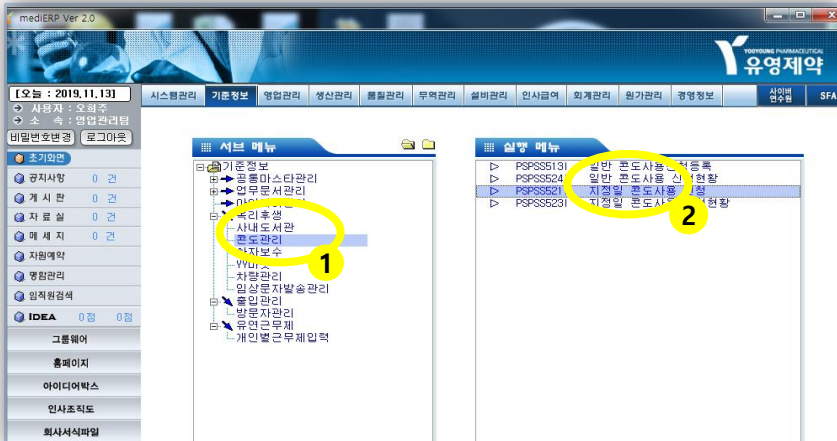 mediERP Ver 2.0
YOOYOUNG PHARMACEUTICAL
유영제약
[오늘 : 2019.11.13]
사용자 : 오희주
소 속 : 영업관리팀
비밀번호변경 로그아웃
시스템관리 기준정보 영업관리 생산관리 품질관리 무역관리 설비관리 인사급여 회계관리 원가관리 경영정보 사이버연수원 SFA
초기화면
공지사항 0 건
게 시 판 0 건
자 료 실 0 건
메 세 지 0 건
자원예약
명함관리
임직원검색
IDEA 0점 0점
그룹웨어
홈페이지
아이디어박스
인사조직도
회사서식파일
서브 메뉴
기준정보
공통마스타관리
업무문서관리
복리후생
사내도서관
콘도관리
차량관리
임상문자발송관리
출입관리
방문자관리
유연근무제
개인별근무제입력
1
실행 메뉴
PSPSS513I 일반 콘도사용신청등록
PSPSS524 일반 콘도사용 신청현황
PSPSS521 지정일 콘도사용 신청
PSPSS523I 지정일 콘도사용 신청현황
2